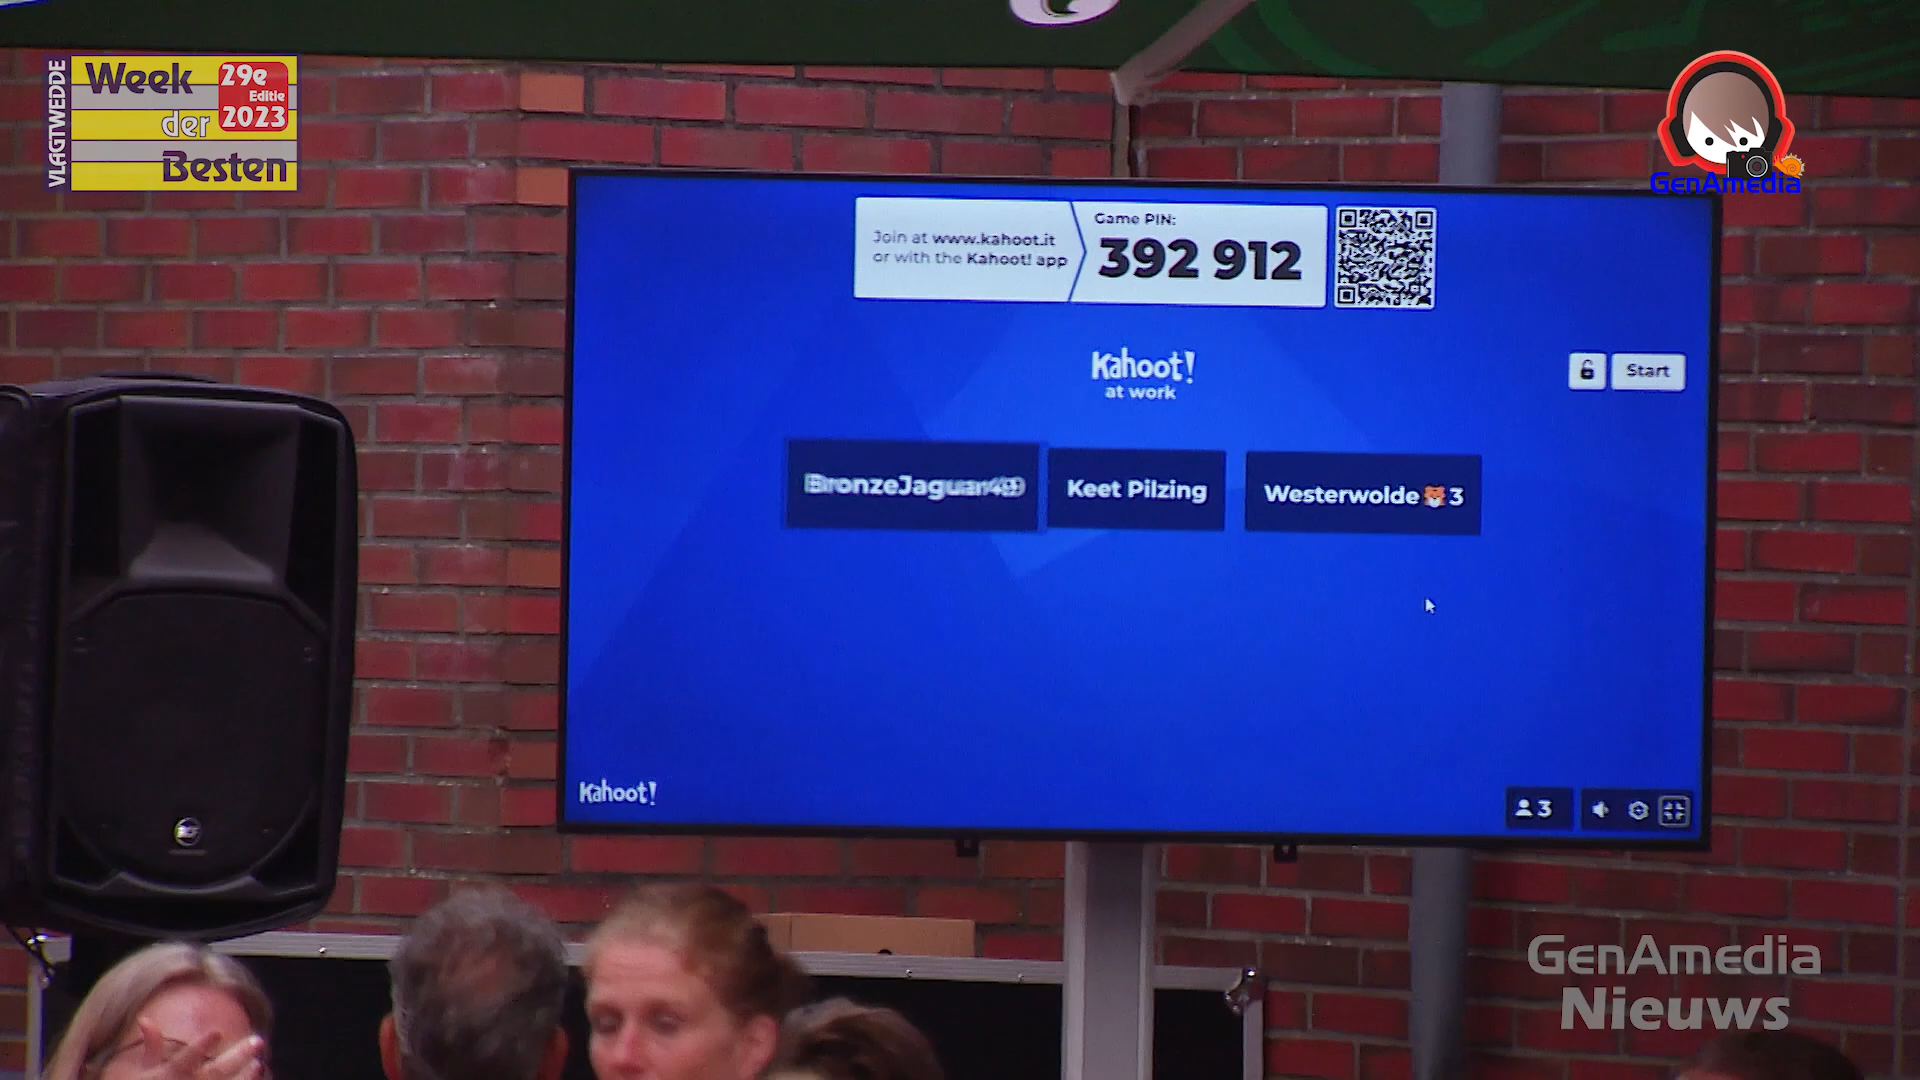 VLAGTWEDDE
Week
der
Besten
29e
Editie
2023
GenAmedia
Join at www.kahoot.it
or with the Kahoot! app
Game PIN:
392 912
Kahoot!
at work
Start
Keet Pilzing
Westerwolde🐯3
Kahoot!
3
GenAmedia
Nieuws